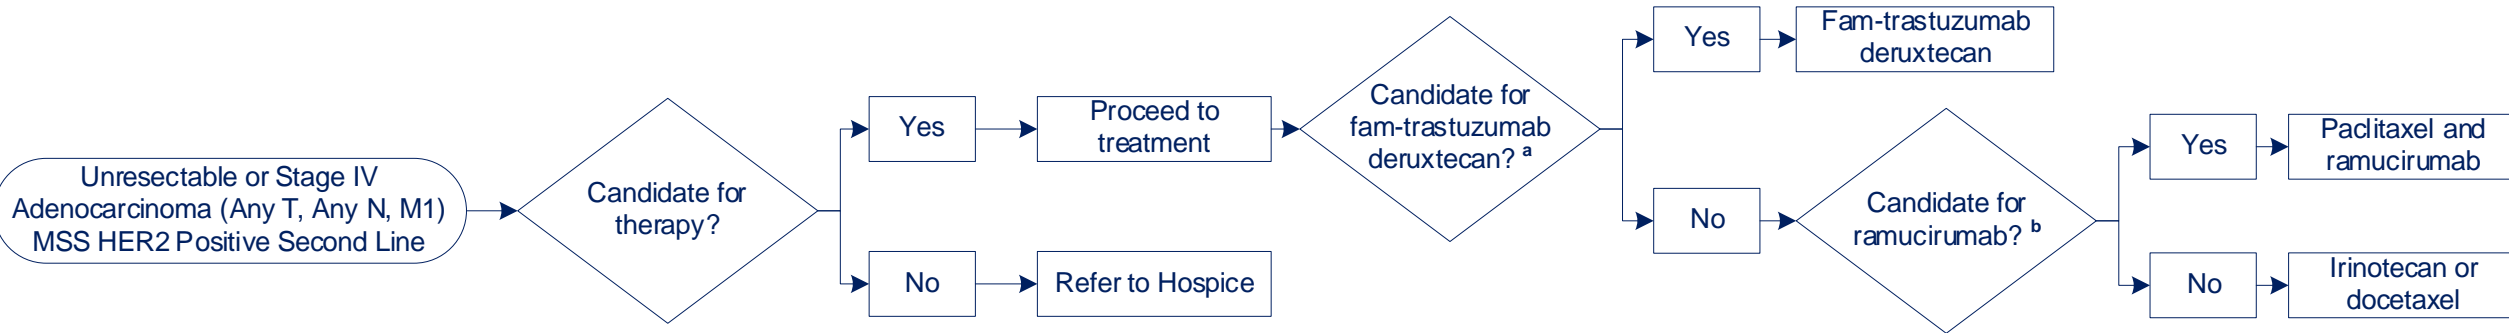 Unresectable or Stage IV
Adenocarcinoma (Any T, Any N, M1)
MSS HER2 Positive Second Line
Candidate for
therapy?
Yes
Proceed to
treatment
No
Refer to Hospice
Candidate for
fam-trastuzumab
deruxtecan? a
Yes
Fam-trastuzumab
deruxtecan
No
Candidate for
ramucirumab? b
Yes
Paclitaxel and
ramucirumab
No
Irinotecan or
docetaxel